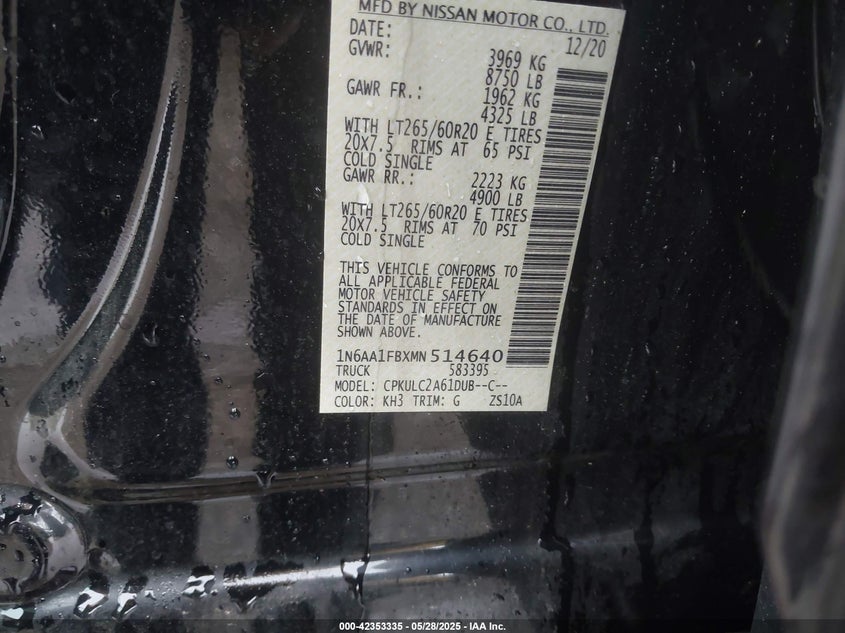 MFD BY NISSAN MOTOR CO., LTD.
DATE: 12/20
GVWR: 3969 KG
8750 LB
GAWR FR.: 1962 KG
4325 LB
WITH LT265/60R20 E TIRES
20X7.5 RIMS AT 65 PSI
COLD SINGLE
GAWR RR.: 2223 KG
4900 LB
WITH LT265/60R20 E TIRES
20X7.5 RIMS AT 70 PSI
COLD SINGLE
THIS VEHICLE CONFORMS TO
ALL APPLICABLE FEDERAL
MOTOR VEHICLE SAFETY
STANDARDS IN EFFECT ON
THE DATE OF MANUFACTURE
SHOWN ABOVE.
1N6AA1FBXMN514640
TRUCK 583395
MODEL: CPKULC2A61DUB--C--
COLOR: KH3 TRIM: G ZS10A
000-42353335 - 05/28/2025 - IAA Inc.